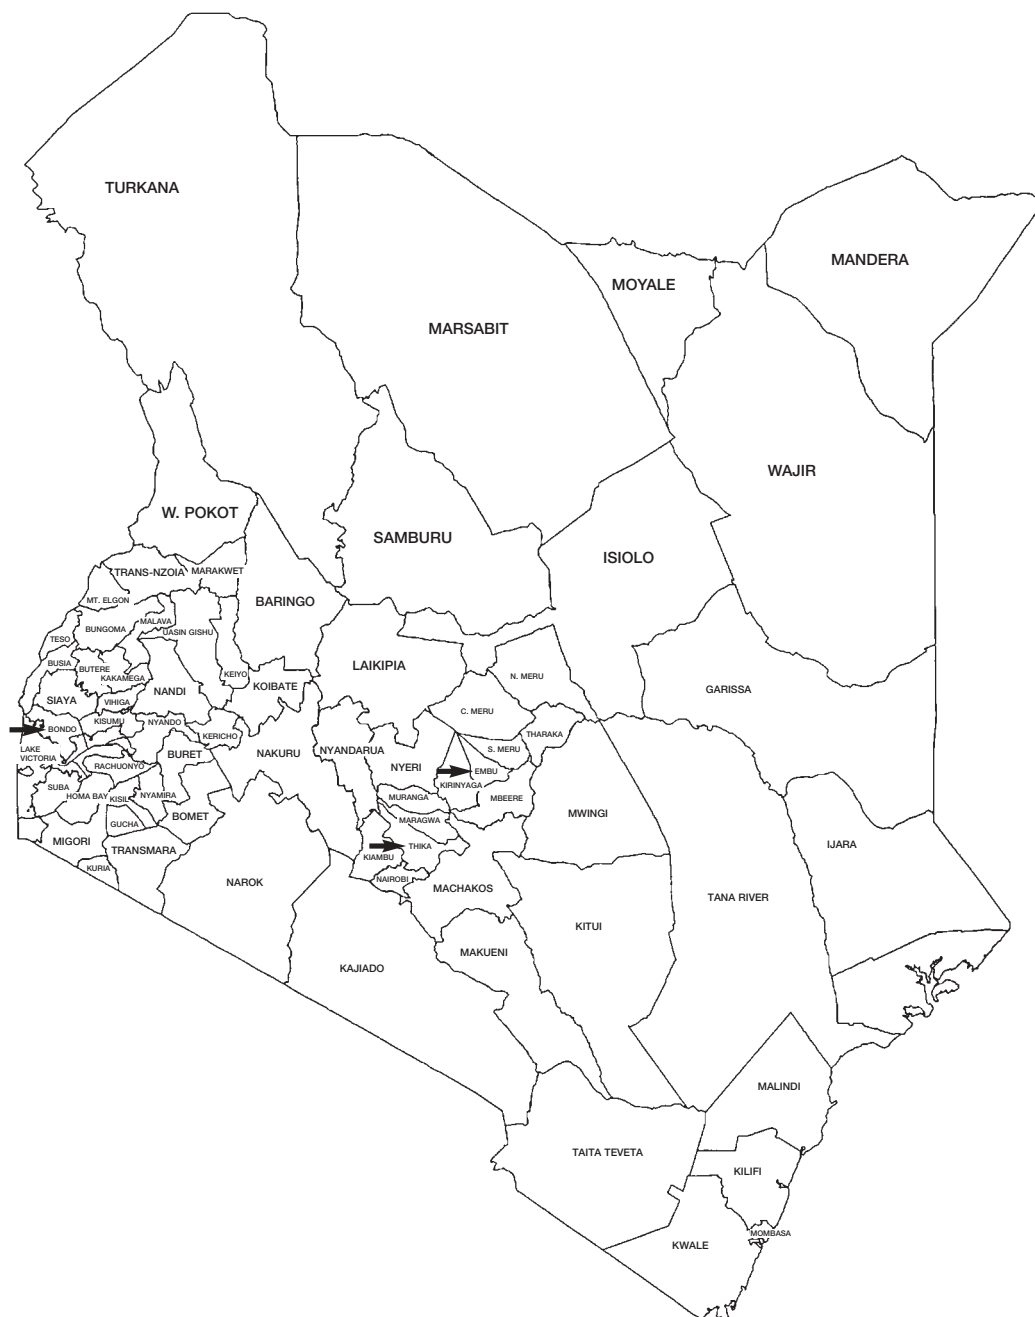 TURKANA
MANDERA
MOYALE
MARSABIT
WAJIR
W. POKOT
SAMBURU
ISIOLO
TRANS-NZOIA
MARAKWET
MT. ELGON
BARINGO
MALAVA
BUNGOMA
UASIN GISHU
TESO
BUSIA
BUTERE
KAKAMEGA
KEIYO
LAIKIPIA
N. MERU
NANDI
KOIBATE
GARISSA
SIAYA
VIHIGA
C. MERU
BONDO
KISUMU
NYANDO
KERICHO
THARAKA
LAKE
VICTORIA
BURET
NAKURU
NYANDARUA
S. MERU
RACHUONYO
NYERI
EMBU
SUBA
HOMA BAY
KISII
NYAMIRA
KIRINYAGA
MURANGA
MBEERE
BOMET
MWINGI
GUCHA
MARAGWA
MIGORI
TRANSMARA
THIKA
IJARA
KIAMBU
KURIA
NAROK
NAIROBI
MACHAKOS
TANA RIVER
KITUI
MAKUENI
KAJIADO
MALINDI
TAITA TEVETA
KILIFI
MOMBASA
KWALE